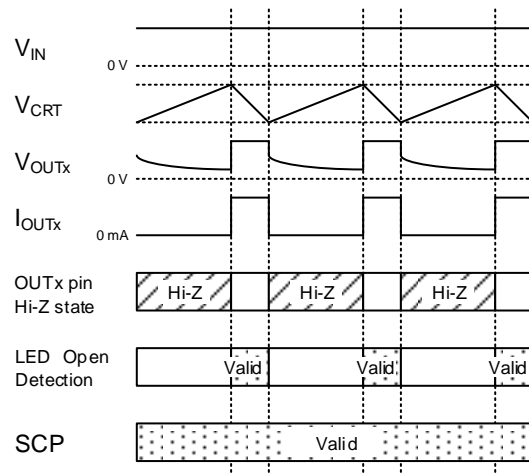 VIN
0 V
VCRT
VOUTx
0 V
IOUTx
0 mA
OUTx pin
Hi-Z state
Hi-Z
Hi-Z
Hi-Z
LED Open
Detection
Valid
Valid
Valid
SCP
Valid